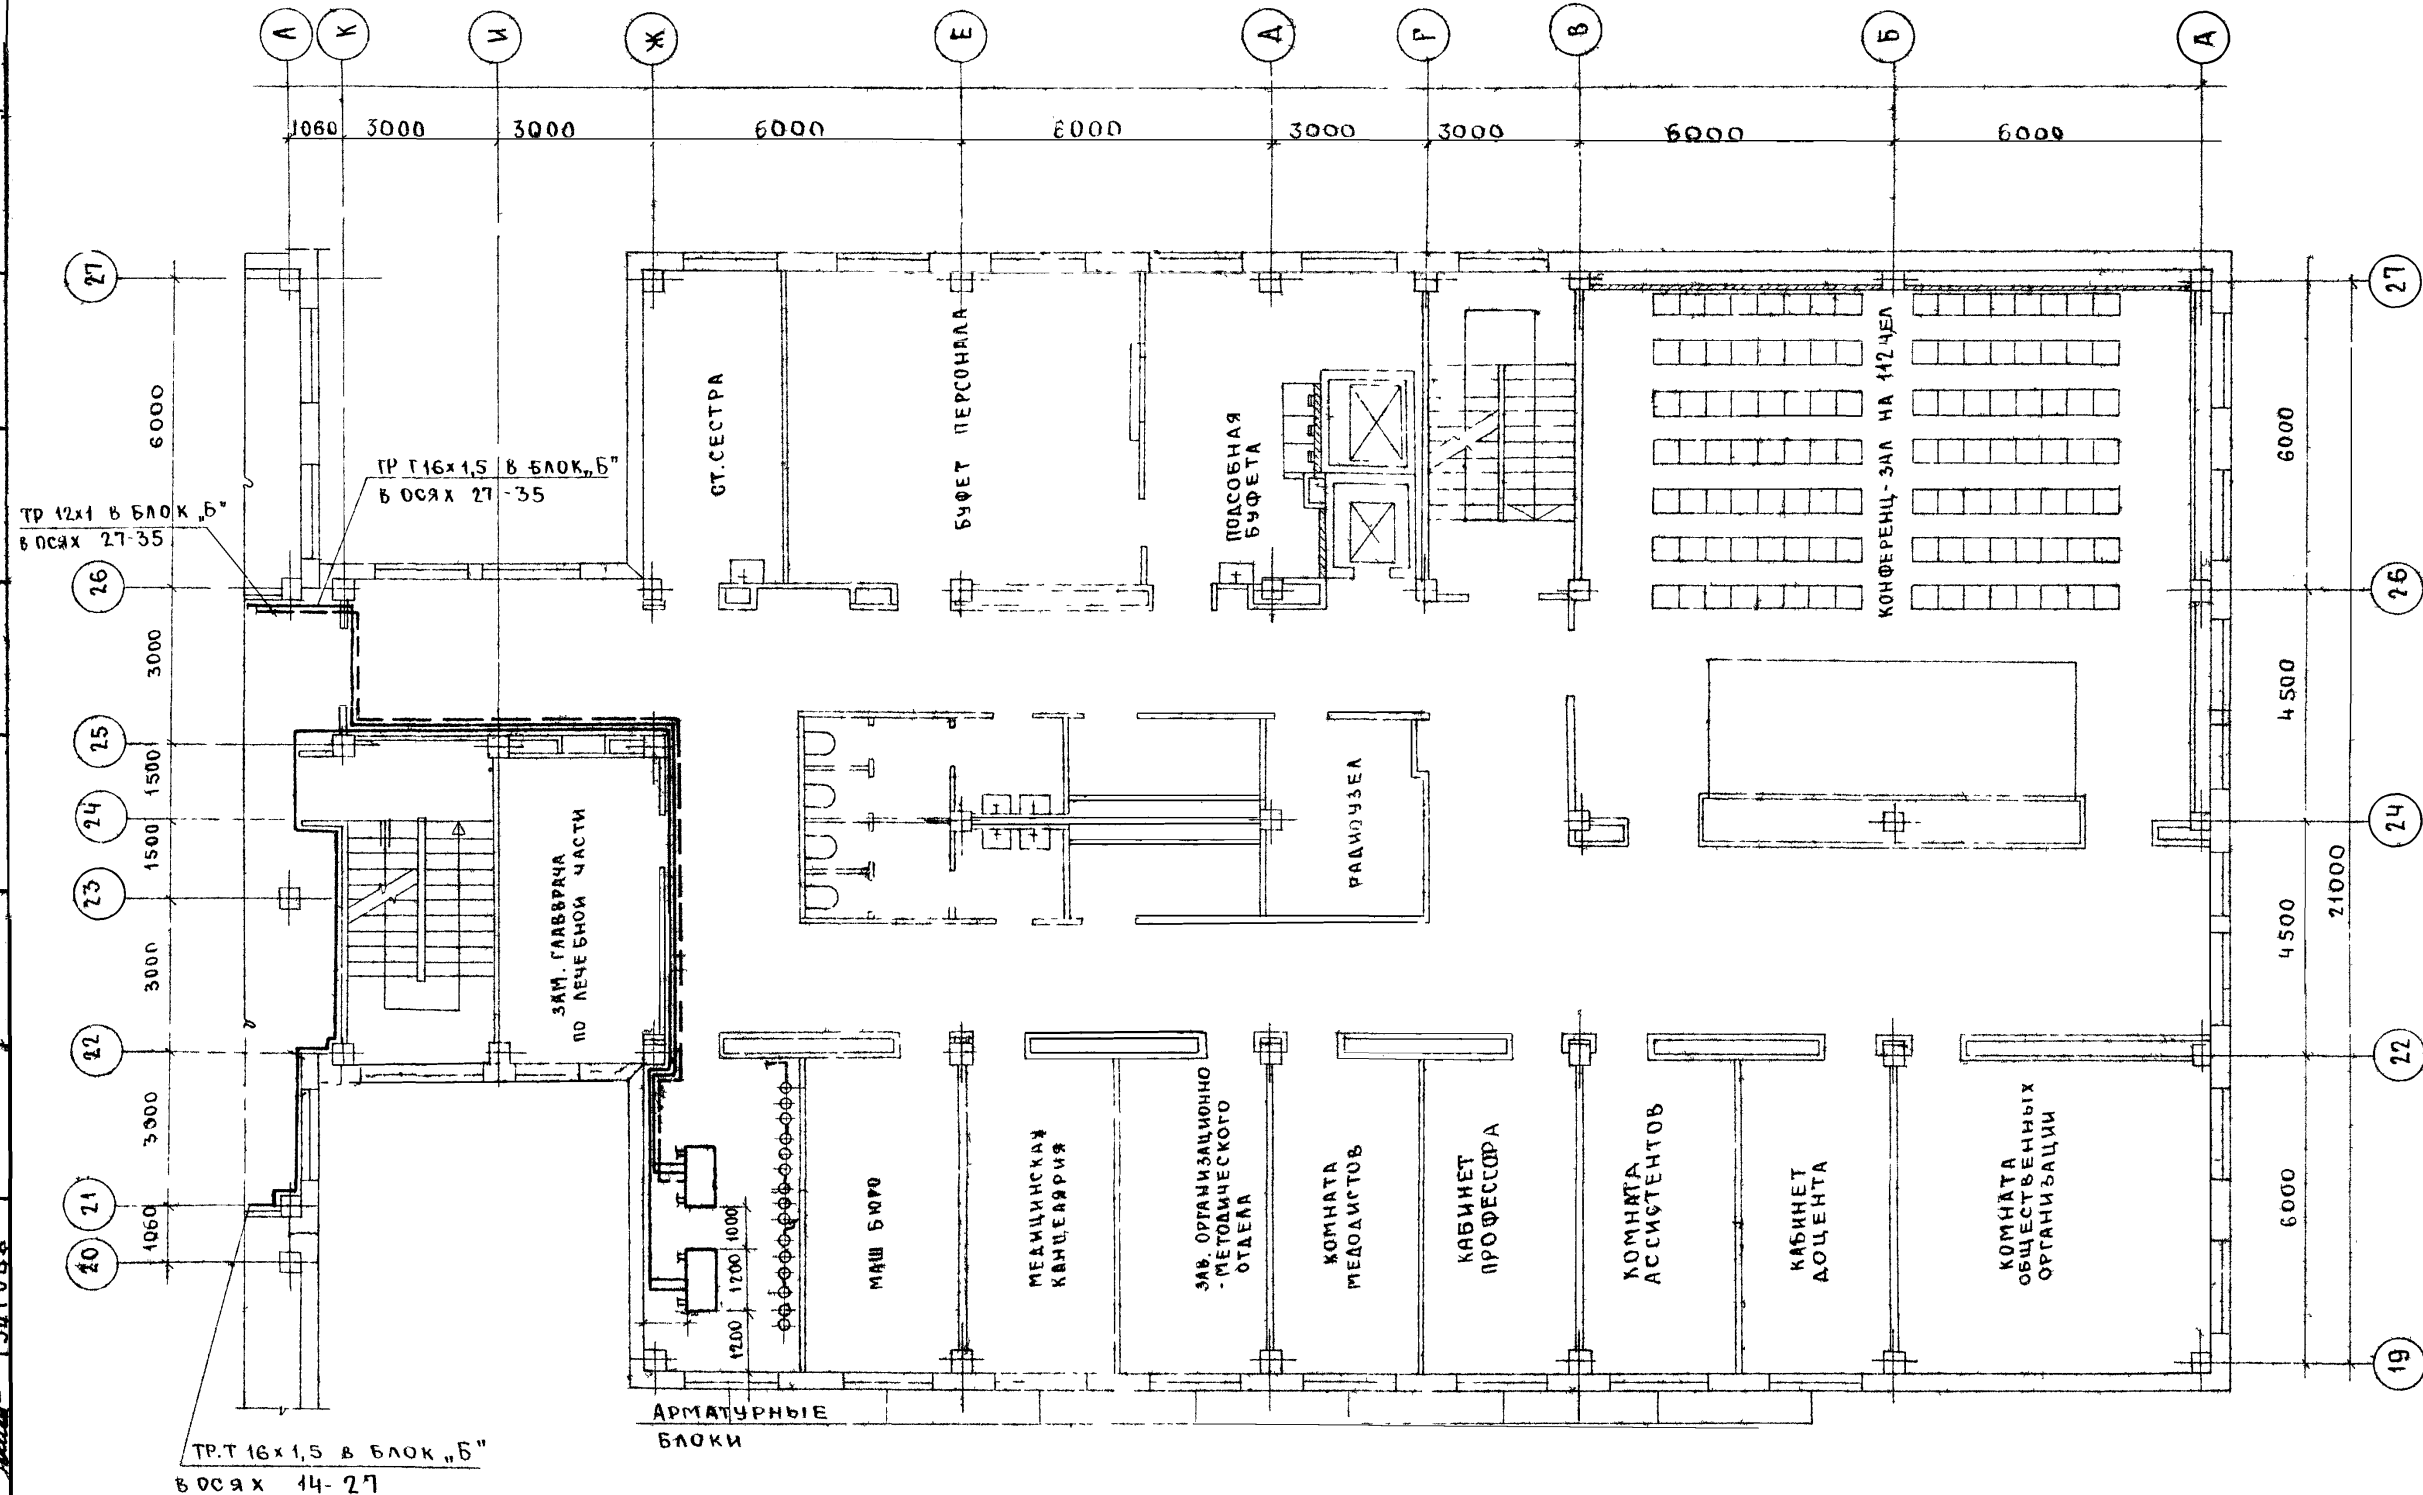 Л К И Ж Е Д Г В Б А
1060 3000 3000 6000 6000 3000 3000 6000 6000
27
27
6000
СТ.СЕСТРА
БУФЕТ ПЕРСОНАЛА
ПОДСОБНАЯ
БУФЕТА
КОНФЕРЕНЦ-ЗАЛ НА 112 ЧЕЛ
6000
ТР Т16х1,5 В БЛОК „Б"
В ОСЯХ 27-35
ТР 12х1 В БЛОК „Б"
В ОСЯХ 27-35
26
26
3000
4500
25
1500
24
24
1500
РАДИОУЗЕЛ
23
21000
ЗАМ. ГЛАВВРАЧА
ПО ЛЕЧЕБНОЙ ЧАСТИ
3000
4500
22
22
3000
21
1060
20
1000
1200
1200
МАШ БЮРО
МЕДИЦИНСКАЯ
КАНЦЕЛЯРИЯ
ЗАВ. ОРГАНИЗАЦИОННО
- МЕТОДИЧЕСКОГО
ОТДЕЛА
КОМНАТА
МЕДОДИСТОВ
КАБИНЕТ
ПРОФЕССОРА
КОМНАТА
АССИСТЕНТОВ
КАБИНЕТ
ДОЦЕНТА
КОМНАТА
ОБЩЕСТВЕННЫХ
ОРГАНИЗАЦИИ
6000
19
АРМАТУРНЫЕ
БЛОКИ
ТР.Т 16х1,5 В БЛОК „Б"
В ОСЯХ 14-27